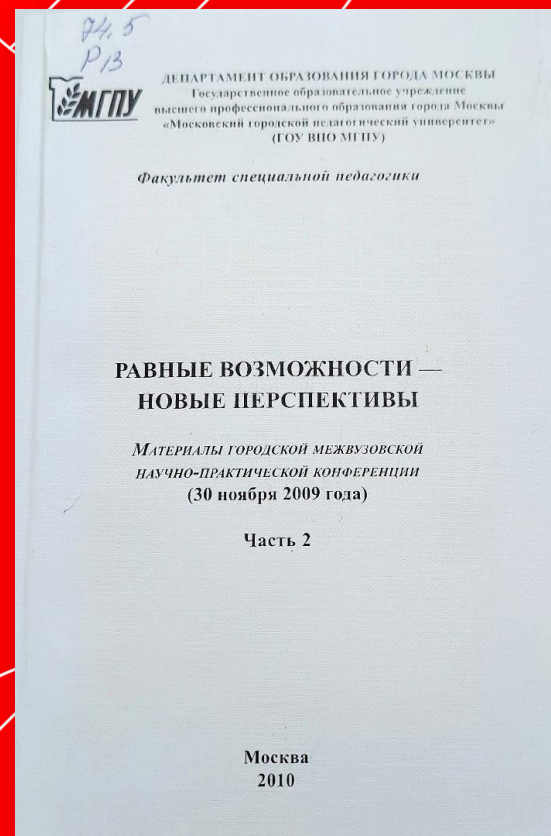 74.5
Р13
МГПУ
ДЕПАРТАМЕНТ ОБРАЗОВАНИЯ ГОРОДА МОСКВЫ
Государственное образовательное учреждение
высшего профессионального образования города Москвы
«Московский городской педагогический университет»
(ГОУ ВПО МГПУ)
Факультет специальной педагогики
РАВНЫЕ ВОЗМОЖНОСТИ —
НОВЫЕ ПЕРСПЕКТИВЫ
МАТЕРИАЛЫ ГОРОДСКОЙ МЕЖВУЗОВСКОЙ
НАУЧНО-ПРАКТИЧЕСКОЙ КОНФЕРЕНЦИИ
(30 ноября 2009 года)
Часть 2
Москва
2010